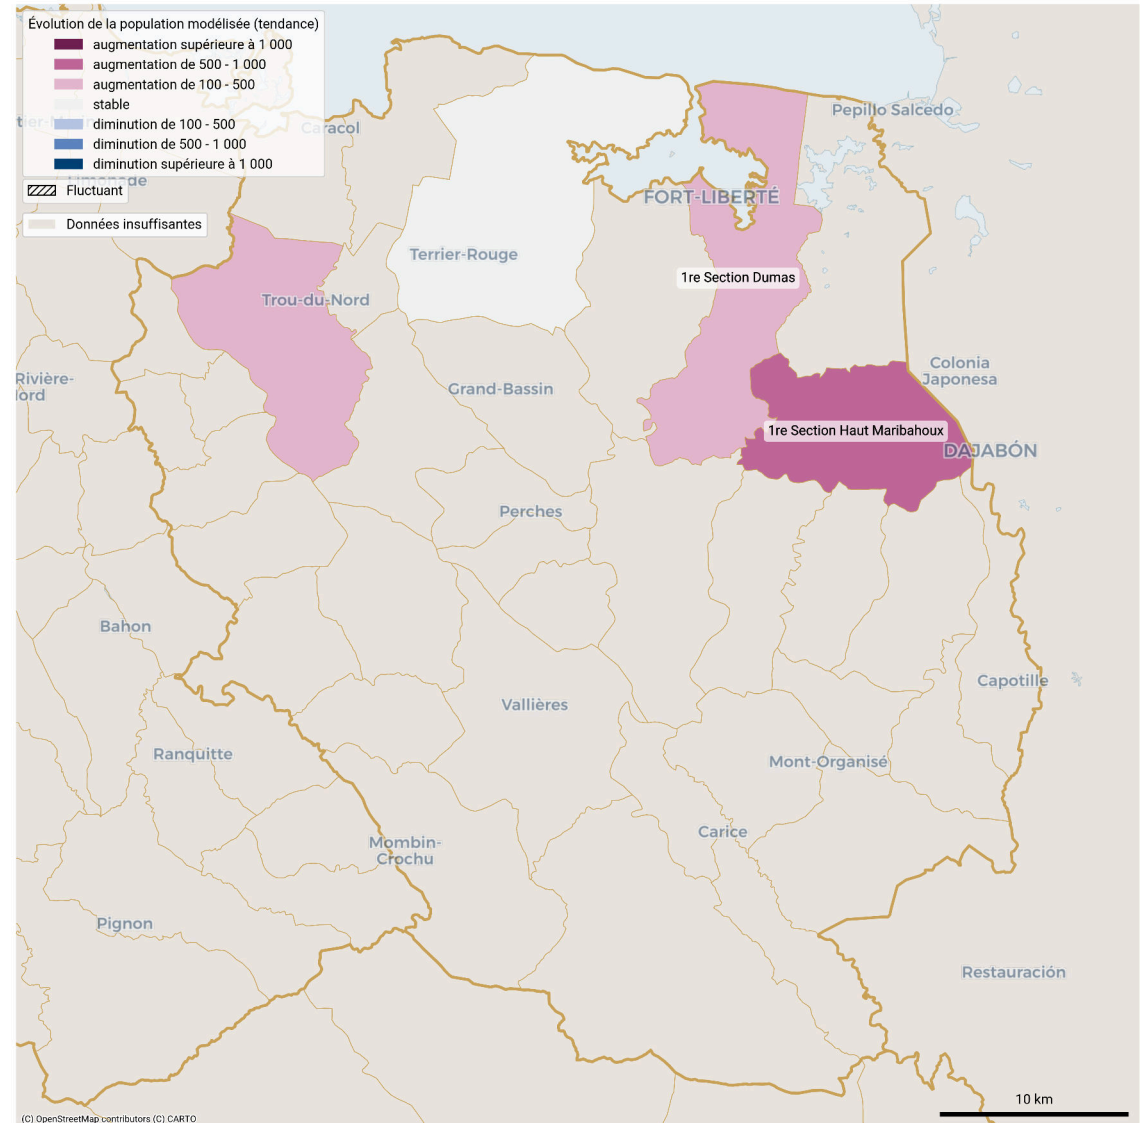 Évolution de la population modélisée (tendance)
augmentation supérieure à 1 000
augmentation de 500 - 1 000
augmentation de 100 - 500
stable
diminution de 100 - 500
diminution de 500 - 1 000
diminution supérieure à 1 000
Fluctuant
Données insuffisantes
Caracol
Pepillo Salcedo
FORT-LIBERTÉ
Terrier-Rouge
1re Section Dumas
Trou-du-Nord
Rivière-
Colonia
Japonesa
Grand-Bassin
1re Section Haut Maribahoux
DAJABÓN
Perches
Bahon
Capotille
Vallières
Ranquitte
Mont-Organisé
Carice
Mombin-
Crochu
Pignon
Restauración
10 km
(C) OpenStreetMap contributors (C) CARTO